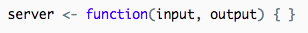 server <- function(input, output) { }